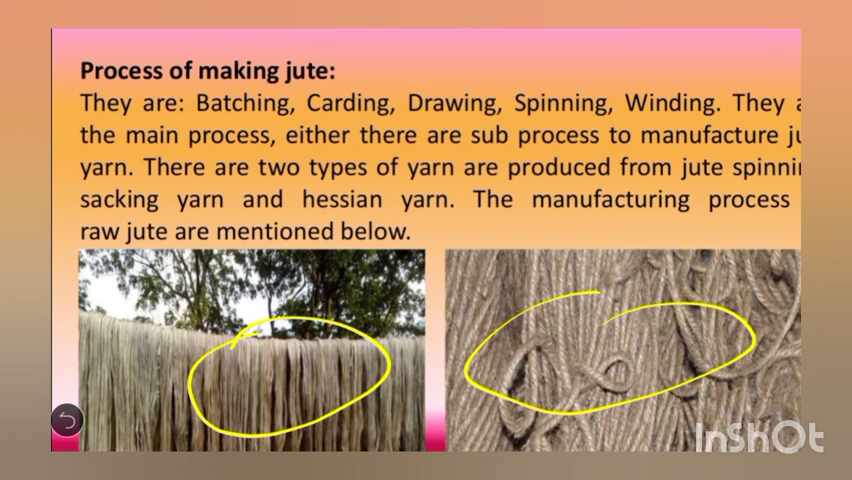 Process of making jute:
They are: Batching, Carding, Drawing, Spinning, Winding. They
the main process, either there are sub process to manufacture
yarn. There are two types of yarn are produced from jute
sacking yarn and hessian yarn. The manufacturing process
raw jute are mentioned below.
InShOt